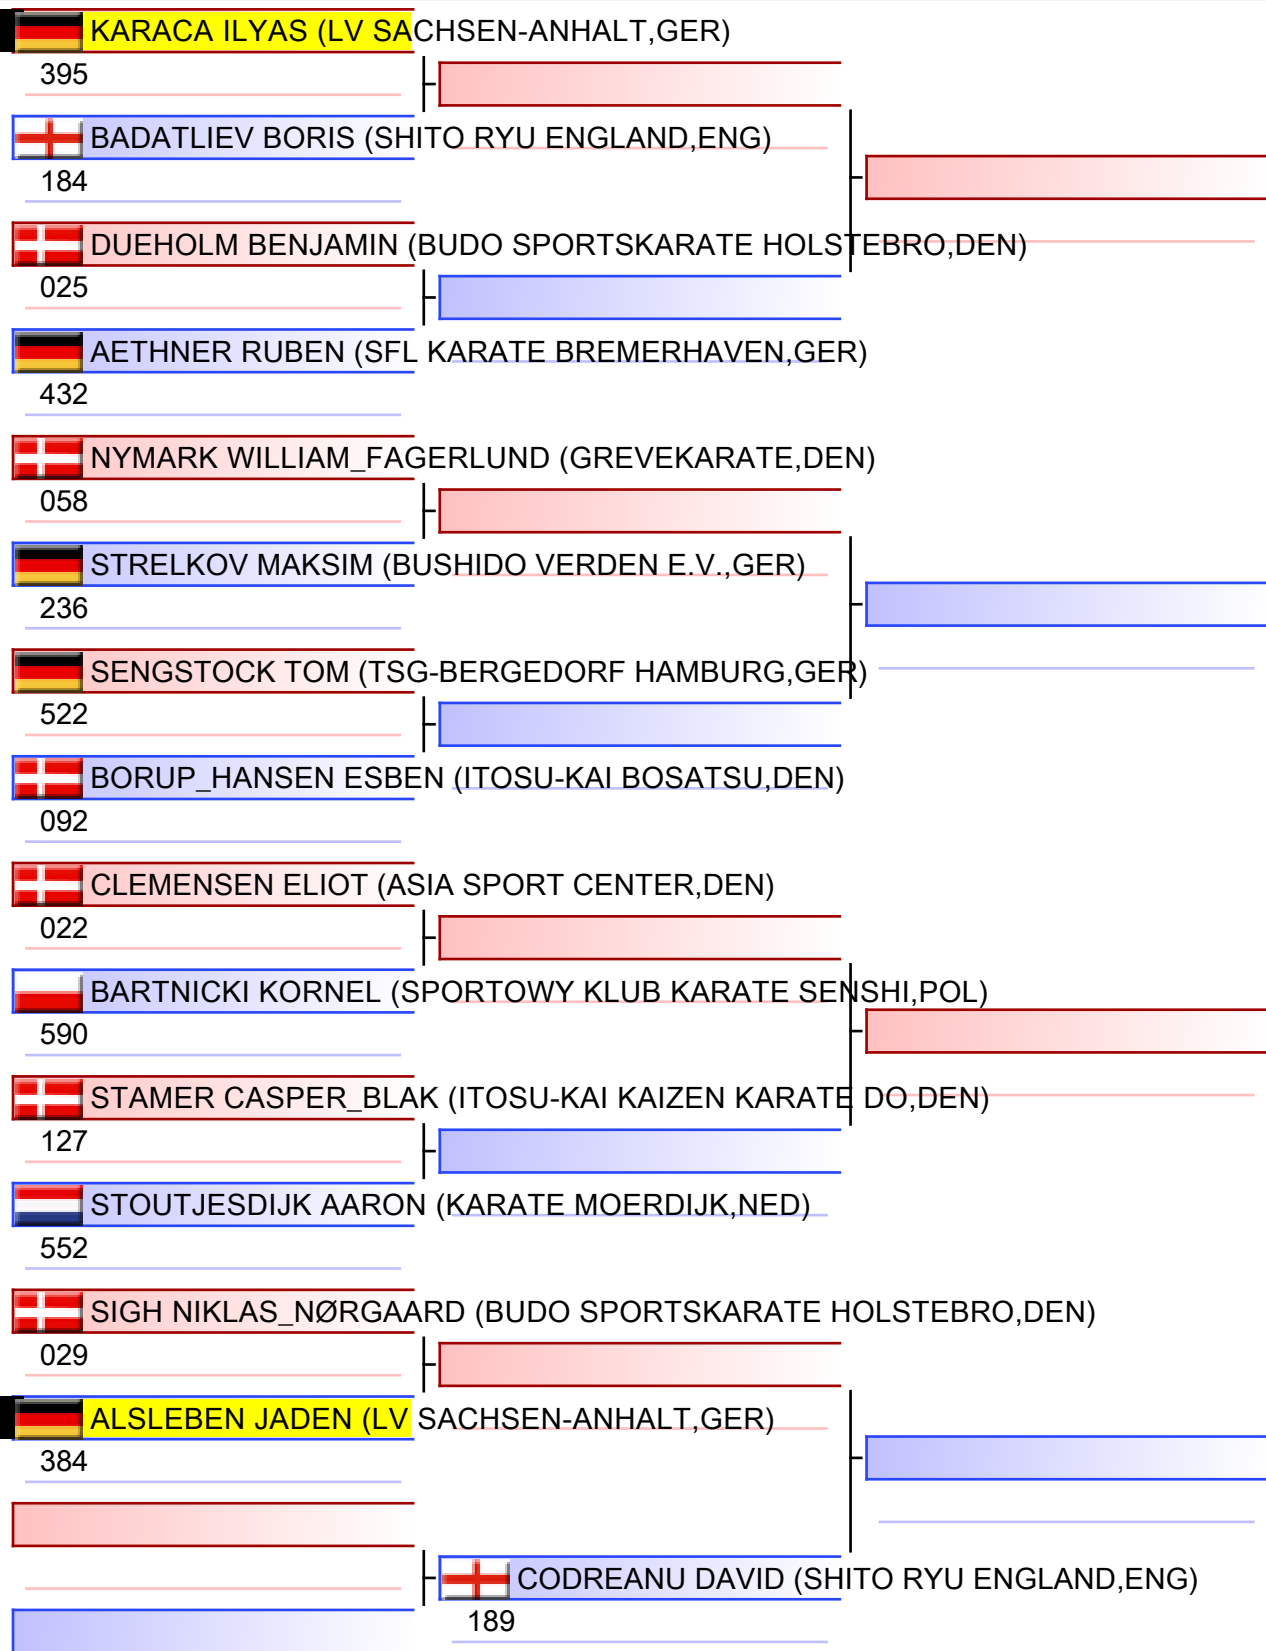 KARACA ILYAS (LV SACHSEN-ANHALT,GER)
395
BADATLIEV BORIS (SHITO RYU ENGLAND,ENG)
184
DUEHOLM BENJAMIN (BUDO SPORTSKARATE HOLSTEBRO,DEN)
025
AETHNER RUBEN (SFL KARATE BREMERHAVEN,GER)
432
NYMARK WILLIAM_FAGERLUND (GREVEKARATE,DEN)
058
STRELKOV MAKSIM (BUSHIDO VERDEN E.V.,GER)
236
SENGSTOCK TOM (TSG-BERGEDORF HAMBURG,GER)
522
BORUP_HANSEN ESBEN (ITOSU-KAI BOSATSU,DEN)
092
CLEMENSEN ELIOT (ASIA SPORT CENTER,DEN)
022
BARTNICKI KORNEL (SPORTOWY KLUB KARATE SENSHI,POL)
590
STAMER CASPER_BLAK (ITOSU-KAI KAIZEN KARATE DO,DEN)
127
STOUTJESDIJK AARON (KARATE MOERDIJK,NED)
552
SIGH NIKLAS_NØRGAARD (BUDO SPORTSKARATE HOLSTEBRO,DEN)
029
ALSLEBEN JADEN (LV SACHSEN-ANHALT,GER)
384
CODREANU DAVID (SHITO RYU ENGLAND,ENG)
189